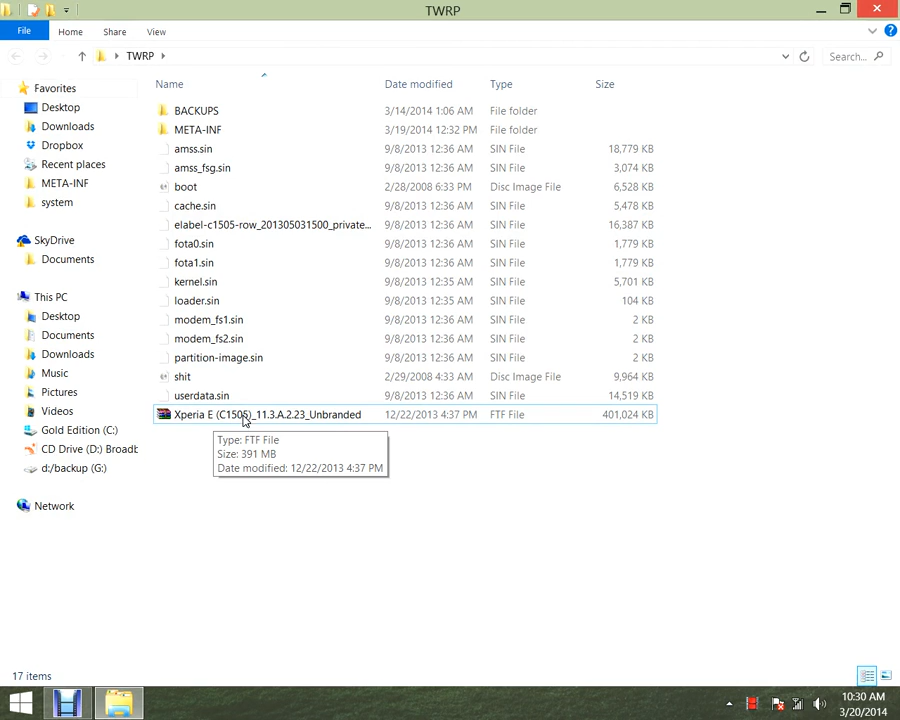 TWRP
File Home Share View
TWRP
Search...
Name Date modified Type Size
Favorites
Desktop
Downloads
Dropbox
Recent places
META-INF
system
SkyDrive
Documents
This PC
Desktop
Documents
Downloads
Music
Pictures
Videos
Gold Edition (C:)
CD Drive (D:) Broadb
d:/backup (G:)
Network
BACKUPS 3/14/2014 1:06 AM File folder
META-INF 3/19/2014 12:32 PM File folder
amss.sin 9/8/2013 12:36 AM SIN File 18,779 KB
amss_fsg.sin 9/8/2013 12:36 AM SIN File 3,074 KB
boot 2/28/2008 6:33 PM Disc Image File 6,528 KB
cache.sin 9/8/2013 12:36 AM SIN File 5,478 KB
elabel-c1505-row_201305031500_private... 9/8/2013 12:36 AM SIN File 16,387 KB
fota0.sin 9/8/2013 12:36 AM SIN File 1,779 KB
fota1.sin 9/8/2013 12:36 AM SIN File 1,779 KB
kernel.sin 9/8/2013 12:35 AM SIN File 5,701 KB
loader.sin 9/8/2013 12:35 AM SIN File 104 KB
modem_fs1.sin 9/8/2013 12:36 AM SIN File 2 KB
modem_fs2.sin 9/8/2013 12:36 AM SIN File 2 KB
partition-image.sin 9/8/2013 12:36 AM SIN File 2 KB
shit 2/29/2008 4:33 AM Disc Image File 9,964 KB
userdata.sin 9/8/2013 12:36 AM SIN File 14,519 KB
Xperia E (C1505)_11.3.A.2.23_Unbranded 12/22/2013 4:37 PM FTF File 401,024 KB
Type: FTF File
Size: 391 MB
Date modified: 12/22/2013 4:37 PM
17 items
10:30 AM
3/20/2014